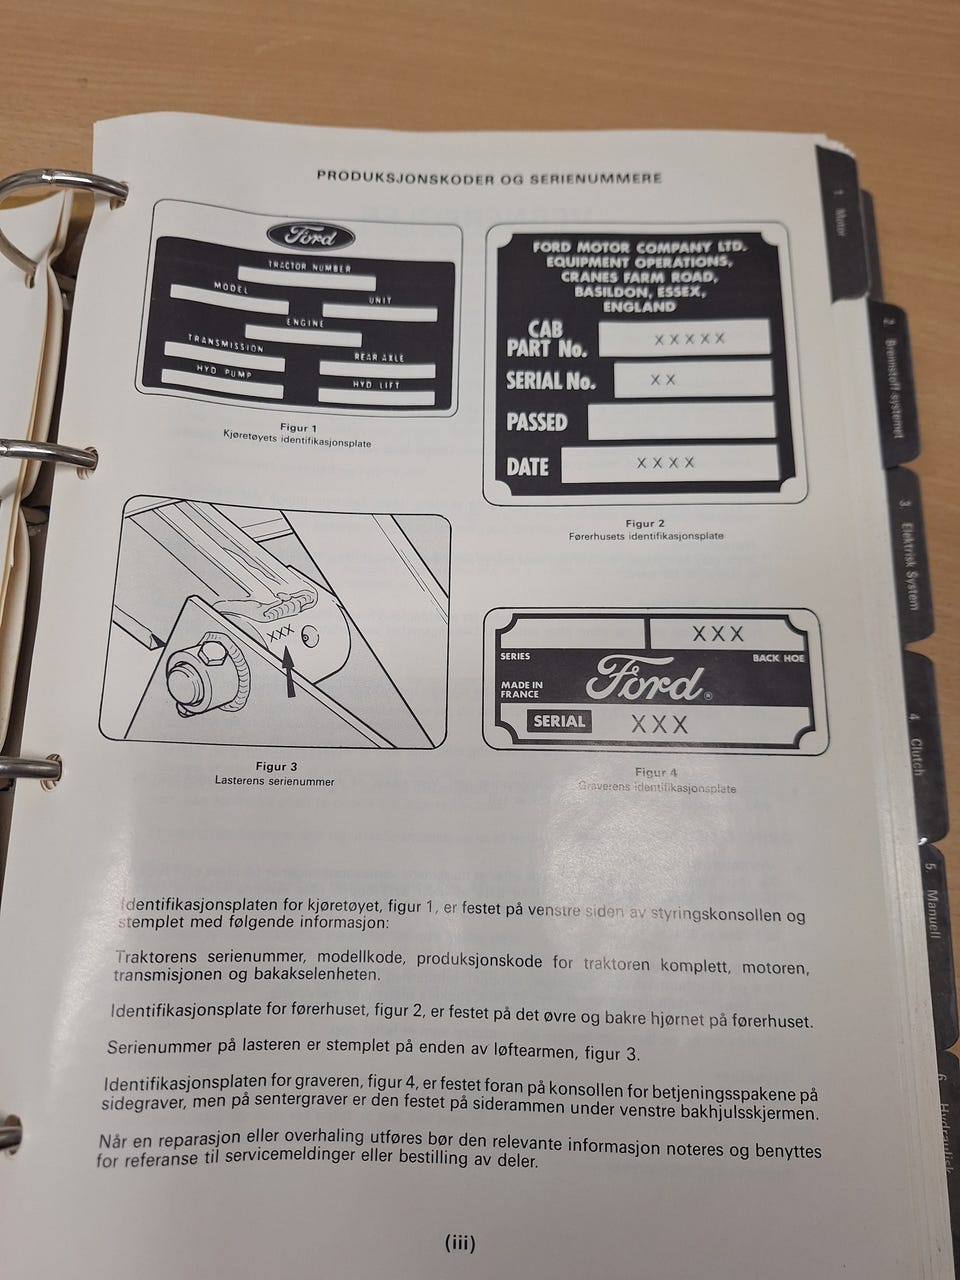 PRODUKSJONSKODER OG SERIENUMMERE
Ford
TRACTOR NUMBER
MODEL
UNIT
ENGINE
TRANSMISSION
REAR AXLE
HYD PUMP
HYD LIFT
Figur 1
Kjøretøyets identifikasjonsplate
FORD MOTOR COMPANY LTD.
EQUIPMENT OPERATIONS,
CRANES FARM ROAD,
BASILDON, ESSEX,
ENGLAND
CAB
PART No.
XXXXX
SERIAL No.
XX
PASSED
DATE
XXXX
Figur 2
Førerhusets identifikasjonsplate
XXX
Figur 3
Lasterens serienummer
XXX
SERIES
BACK HOE
MADE IN
FRANCE
Ford®
SERIAL
XXX
Figur 4
Graverens identifikasjonsplate
Identifikasjonsplaten for kjøretøyet, figur 1, er festet på venstre siden av styringskonsollen og
stemplet med følgende informasjon:
Traktorens serienummer, modellkode, produksjonskode for traktoren komplett, motoren,
transmisjonen og bakakselenheten.
Identifikasjonsplate for førerhuset, figur 2, er festet på det øvre og bakre hjørnet på førerhuset.
Serienummer på lasteren er stemplet på enden av løftearmen, figur 3.
Identifikasjonsplaten for graveren, figur 4, er festet foran på konsollen for betjeningsspakene på
sidegraver, men på sentergraver er den festet på siderammen under venstre bakhjulsskjermen.
Når en reparasjon eller overhaling utføres bør den relevante informasjon noteres og benyttes
for referanse til servicemeldinger eller bestilling av deler.
(iii)
1 Motor
2. Brennstoff systemet
3. Elektrisk System
4 Clutch
5 Manuell
6 Hydraulisk